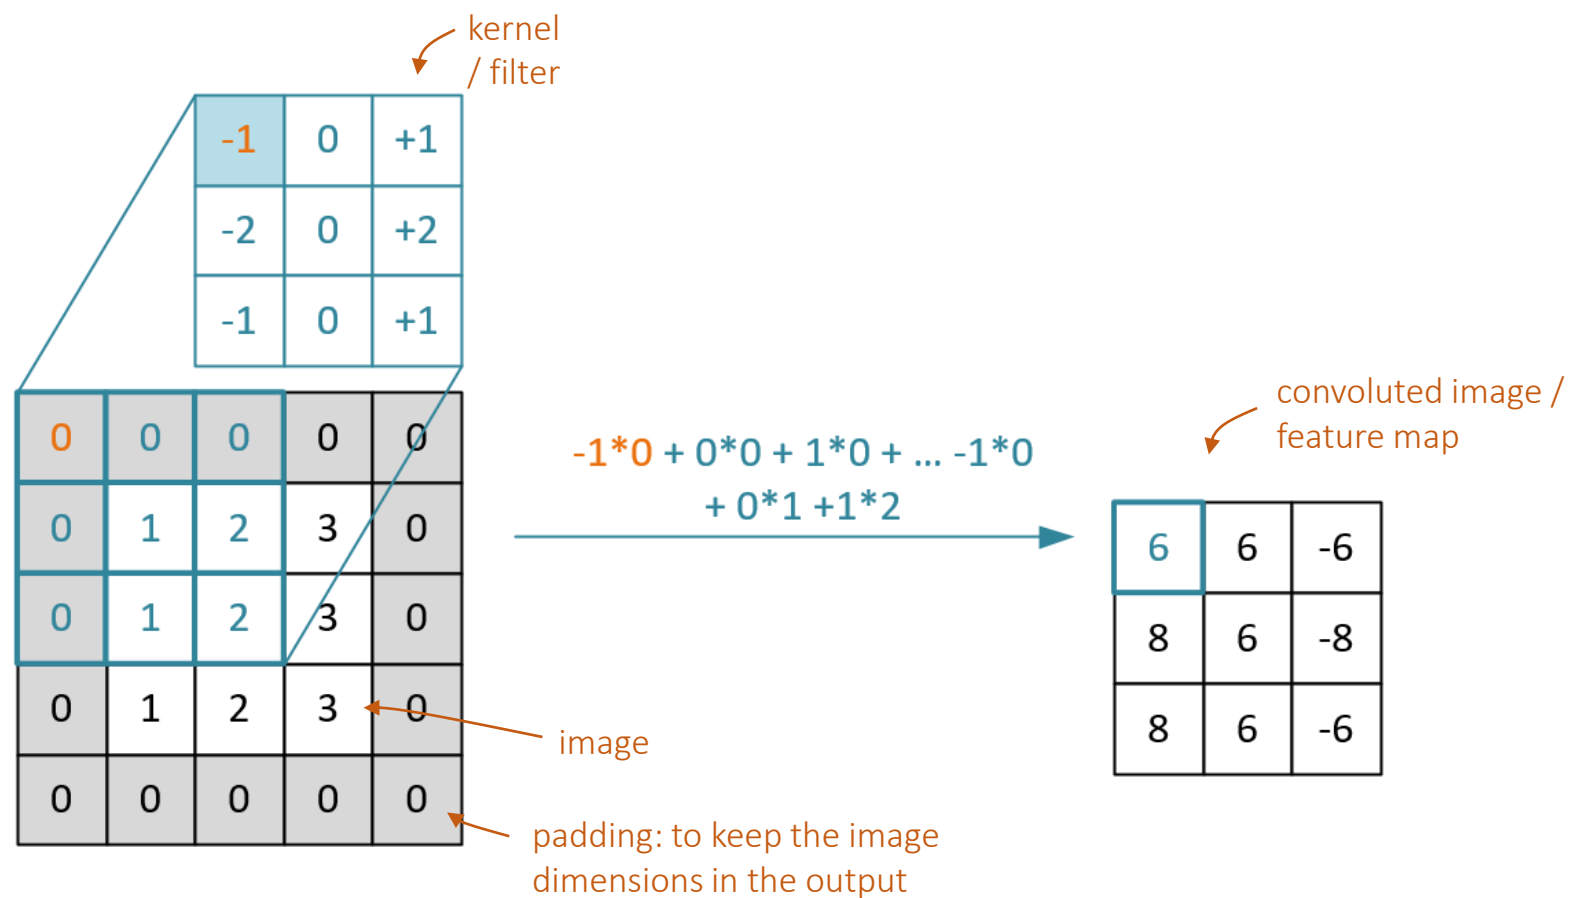 kernel
/ filter
-1 0 +1
-2 0 +2
-1 0 +1
0 0 0 0 0
0 1 2 3 0
0 1 2 3 0
0 1 2 3 0
0 0 0 0 0
image
padding: to keep the image
dimensions in the output
-1*0 + 0*0 + 1*0 + ... -1*0
+ 0*1 +1*2
convoluted image /
feature map
6 6 -6
8 6 -8
8 6 -6